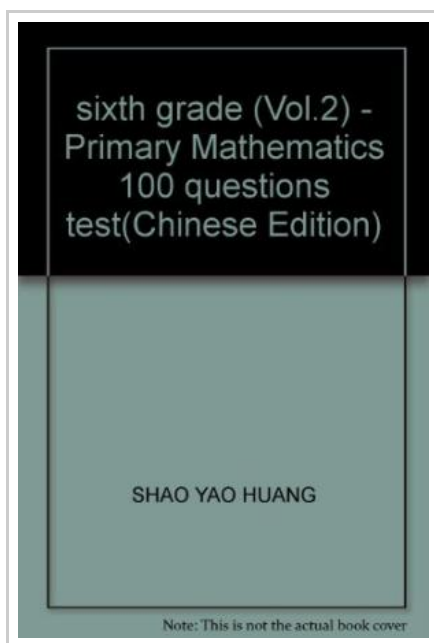 sixth grade (Vol.2) -
Primary Mathematics
100 questions
test(Chinese Edition)
SHAO YAO HUANG
Note: This is not the actual book cover